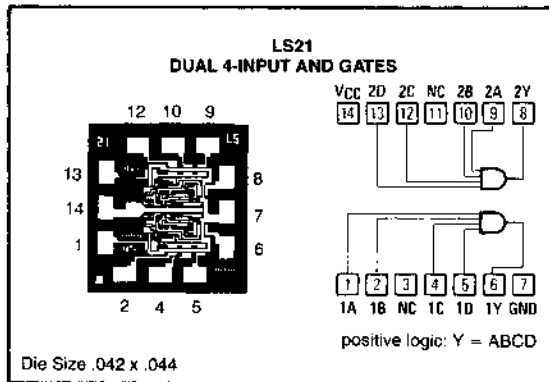 LS21
DUAL 4-INPUT AND GATES
VCC 2D 2C NC 2B 2A 2Y
14 13 12 11 10 9 8
12 10 9
21 LS
13 8
14 7
1 6
2 4 5
1 2 3 4 5 6 7
1A 1B NC 1C 1D 1Y GND
positive logic: Y = ABCD
Die Size .042 x .044